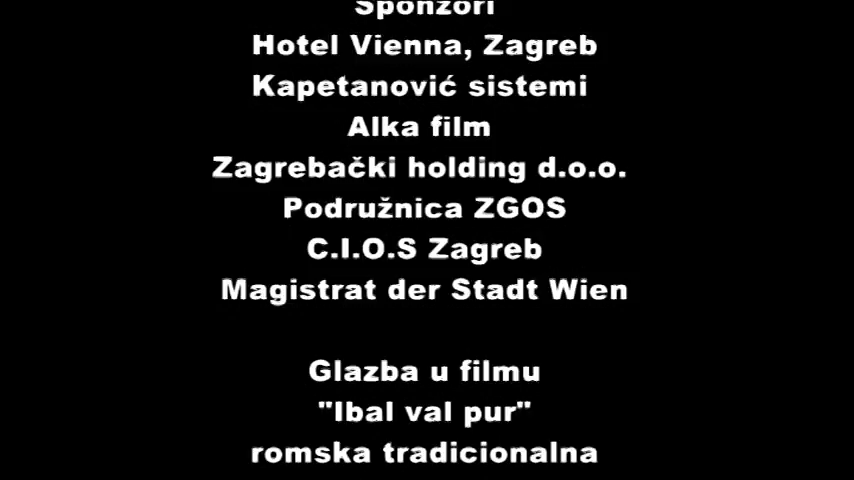 Sponzori
Hotel Vienna, Zagreb
Kapetanović sistemi
Alka film
Zagrebački holding d.o.o.
Podružnica ZGOS
C.I.O.S Zagreb
Magistrat der Stadt Wien
Glazba u filmu
"Ibal val pur"
romska tradicionalna